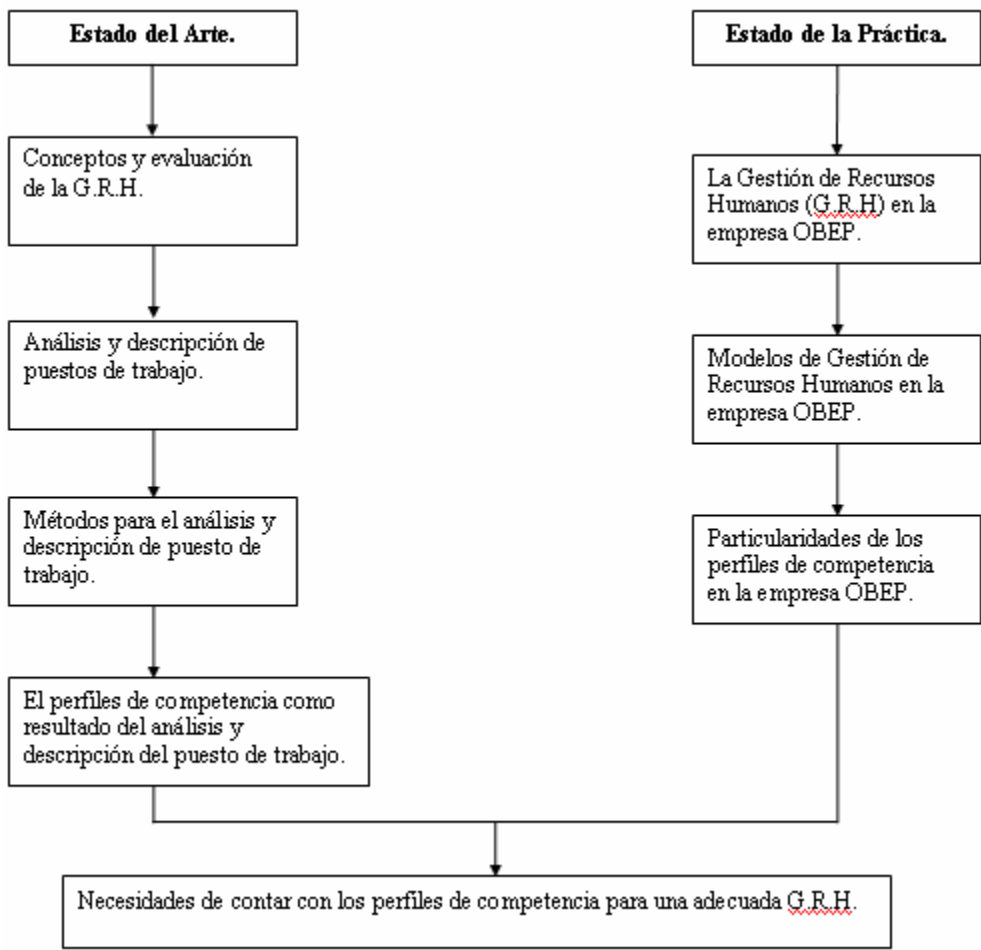 Estado del Arte.
Conceptos y evaluación
de la G.R.H.
Análisis y descripción de
puestos de trabajo.
Métodos para el análisis y
descripción de puesto de
trabajo.
El perfiles de competencia como
resultado del análisis y
descripción del puesto de trabajo.
Estado de la Práctica.
La Gestión de Recursos
Humanos (G.R.H) en la
empresa OBEP.
Modelos de Gestión de
Recursos Humanos en la
empresa OBEP.
Particularidades de los
perfiles de competencia
en la empresa OBEP.
Necesidades de contar con los perfiles de competencia para una adecuada G.R.H.